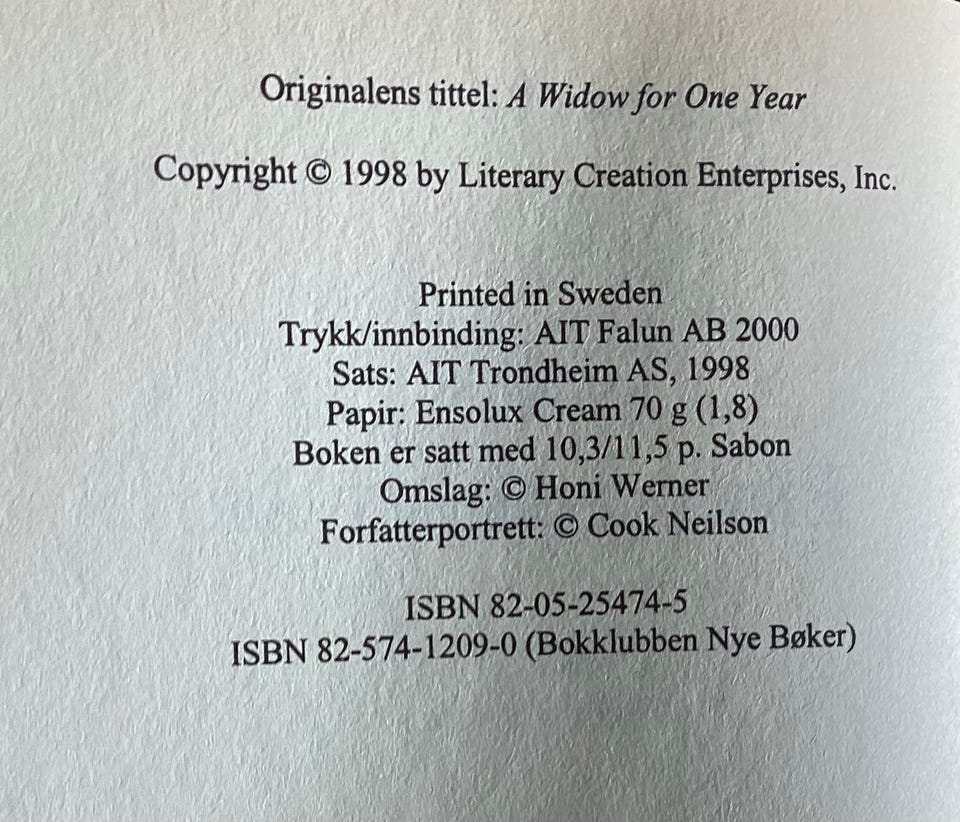 Originalens tittel: A Widow for One Year
Copyright © 1998 by Literary Creation Enterprises, Inc.
Printed in Sweden
Trykk/innbinding: AIT Falun AB 2000
Sats: AIT Trondheim AS, 1998
Papir: Ensolux Cream 70 g (1,8)
Boken er satt med 10,3/11,5 p. Sabon
Omslag: © Honi Werner
Forfatterportrett: © Cook Neilson
ISBN 82-05-25474-5
ISBN 82-574-1209-0 (Bokklubben Nye Bøker)